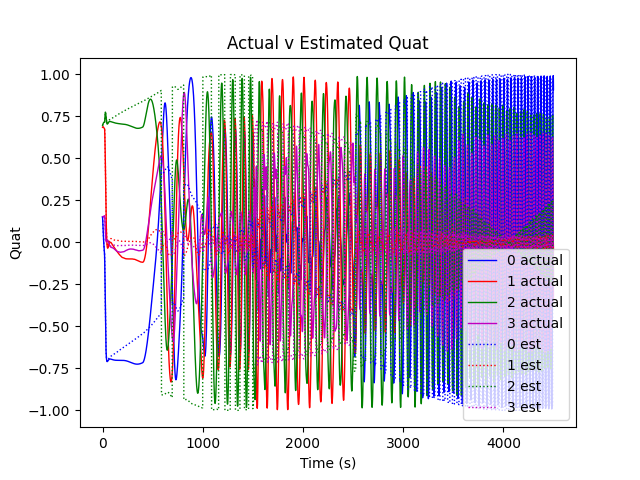 Actual v Estimated Quat
1.00
0.75
0.50
0.25
0.00
−0.25
−0.50
−0.75
−1.00
Quat
0 actual
1 actual
2 actual
3 actual
0 est
1 est
2 est
3 est
0 1000 2000 3000 4000
Time (s)